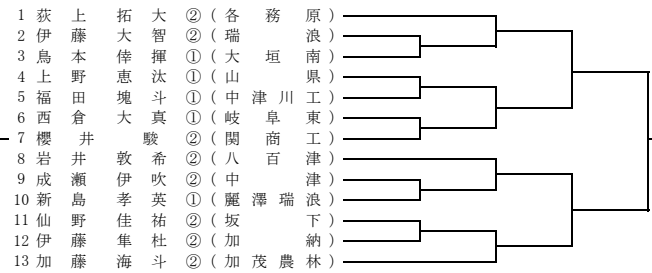 1 荻上拓大 ② (各務原)
2 伊藤大智 ② (瑞浪)
3 鳥本倖揮 ① (大垣南)
4 上野恵汰 ① (山県)
5 福田塊斗 ① (中津川工)
6 西倉大真 ① (岐阜東)
7 櫻井駿 ② (関商工)
8 岩井敦希 ② (八百津)
9 成瀬伊吹 ② (中津)
10 新島孝英 ① (麗澤瑞浪)
11 仙野佳祐 ② (坂下)
12 伊藤隼杜 ② (加納)
13 加藤海斗 ② (加茂農林)